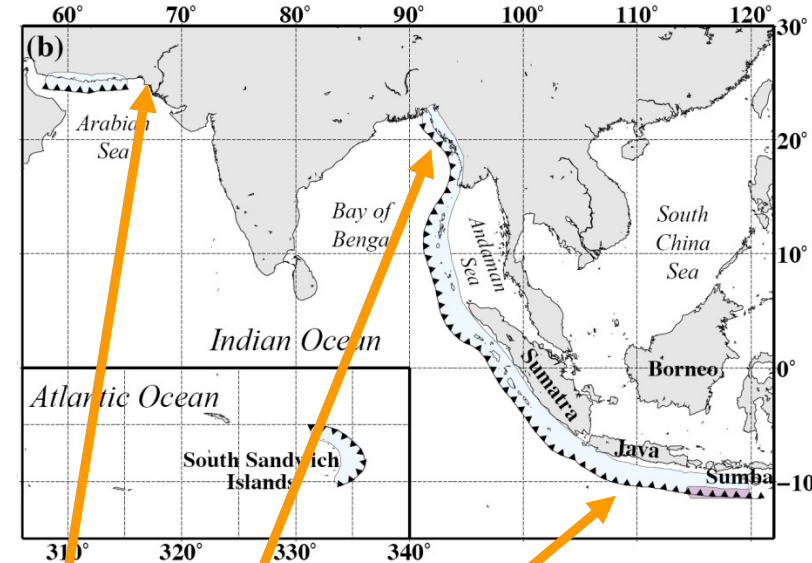 60° 70° 80° 90° 100° 110° 120°
30°
(b)
Arabian
Sea
20°
Bay of
Benga
Andaman
Sea
South
China
Sea
10°
Indian Ocean
Sumatra
Borneo
0°
Atlantic Ocean
South Sandwich
Islands
Java
Sumba
-10
310° 320° 330° 340°